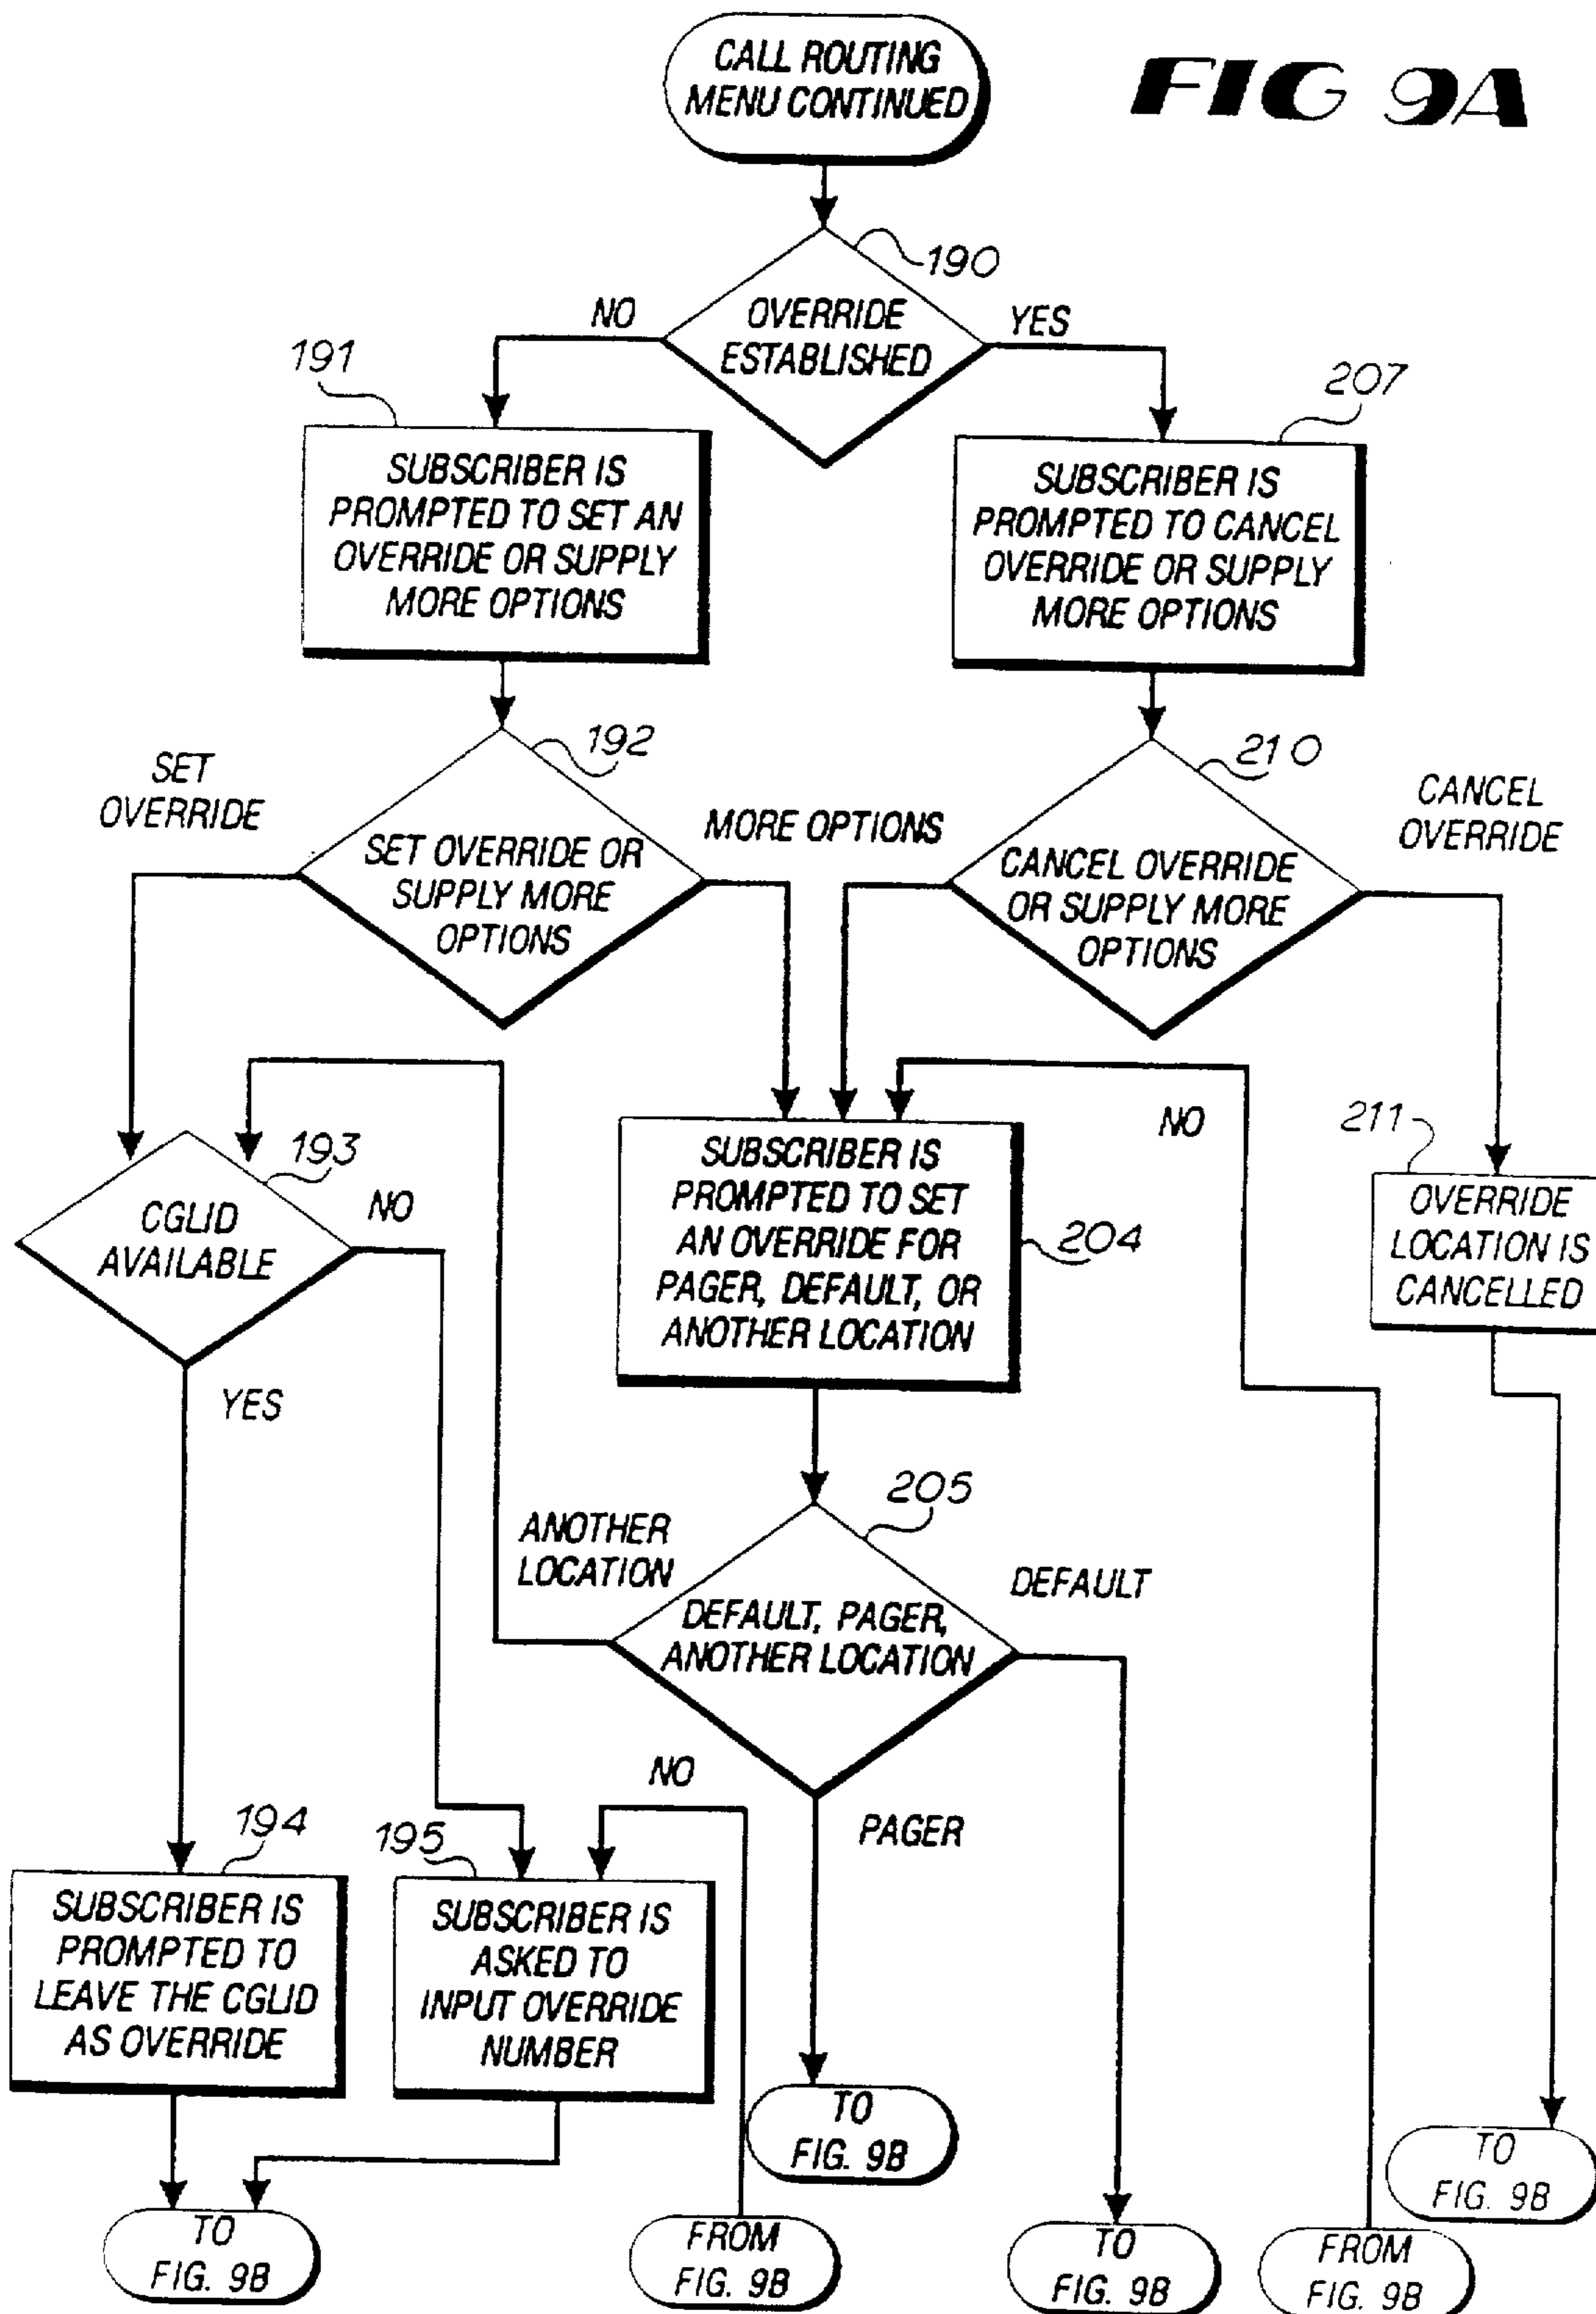 CALL ROUTING
MENU CONTINUED
FIG 9A
190
NO
OVERRIDE
ESTABLISHED
YES
191
207
SUBSCRIBER IS
PROMPTED TO SET AN
OVERRIDE OR SUPPLY
MORE OPTIONS
SUBSCRIBER IS
PROMPTED TO CANCEL
OVERRIDE OR SUPPLY
MORE OPTIONS
192
210
SET
OVERRIDE
SET OVERRIDE OR
SUPPLY MORE
OPTIONS
MORE OPTIONS
CANCEL OVERRIDE
OR SUPPLY MORE
OPTIONS
CANCEL
OVERRIDE
193
CGLID
AVAILABLE
NO
YES
SUBSCRIBER IS
PROMPTED TO SET
AN OVERRIDE FOR
PAGER, DEFAULT, OR
ANOTHER LOCATION
204
NO
211
OVERRIDE
LOCATION IS
CANCELLED
205
ANOTHER
LOCATION
DEFAULT, PAGER,
ANOTHER LOCATION
DEFAULT
NO
PAGER
194
SUBSCRIBER IS
PROMPTED TO
LEAVE THE CGLID
AS OVERRIDE
195
SUBSCRIBER IS
ASKED TO
INPUT OVERRIDE
NUMBER
TO
FIG. 9B
TO
FIG. 9B
TO
FIG. 9B
FROM
FIG. 9B
TO
FIG. 9B
FROM
FIG. 9B